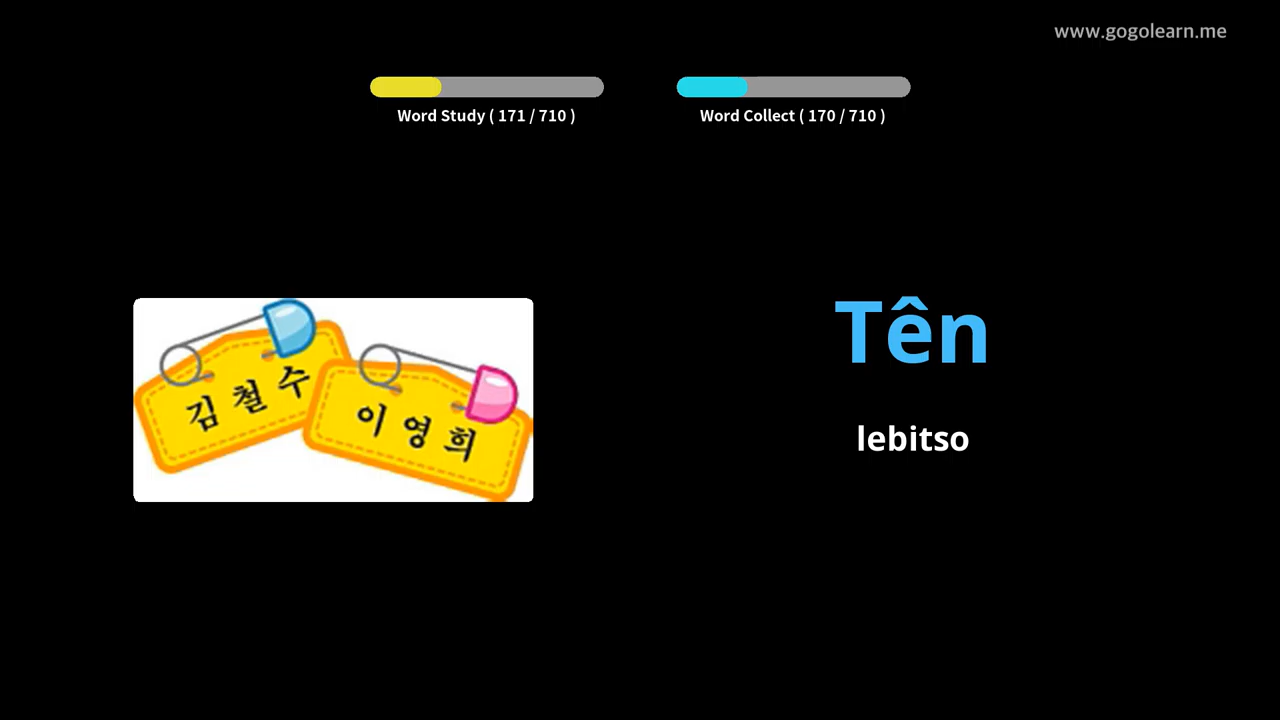 www.gogolearn.me
Word Study ( 171 / 710 )
Word Collect ( 170 / 710 )
김철수
이영희
Tên
lebitso